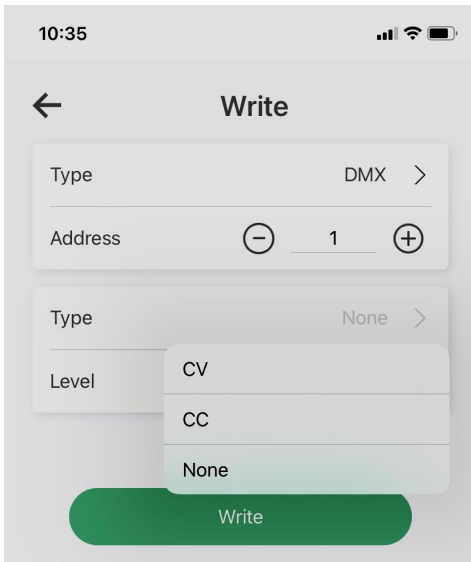 10:35
Write
Type DMX
Address 1
Type None
Level
CV
CC
None
Write